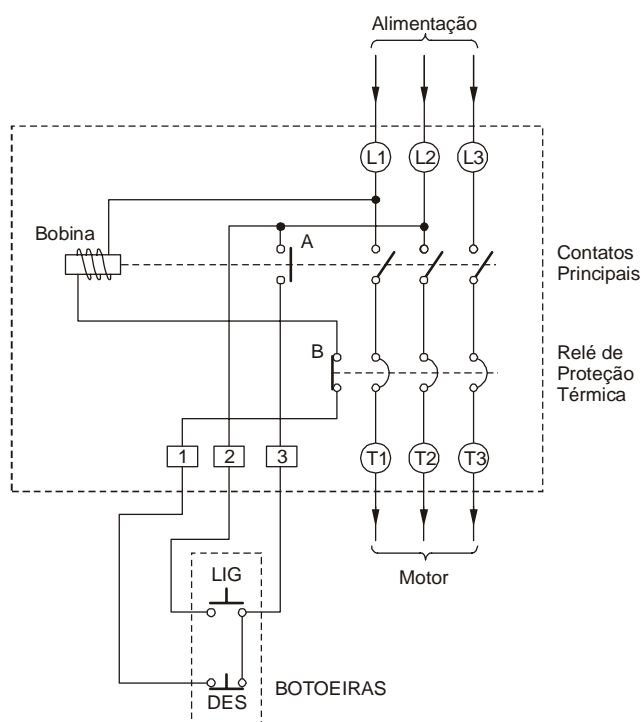 Alimentação
L1 L2 L3
Bobina
A
Contatos
Principais
B
Relé de
Proteção
Térmica
1 2 3 T1 T2 T3
LIG
Motor
DES
BOTOEIRAS